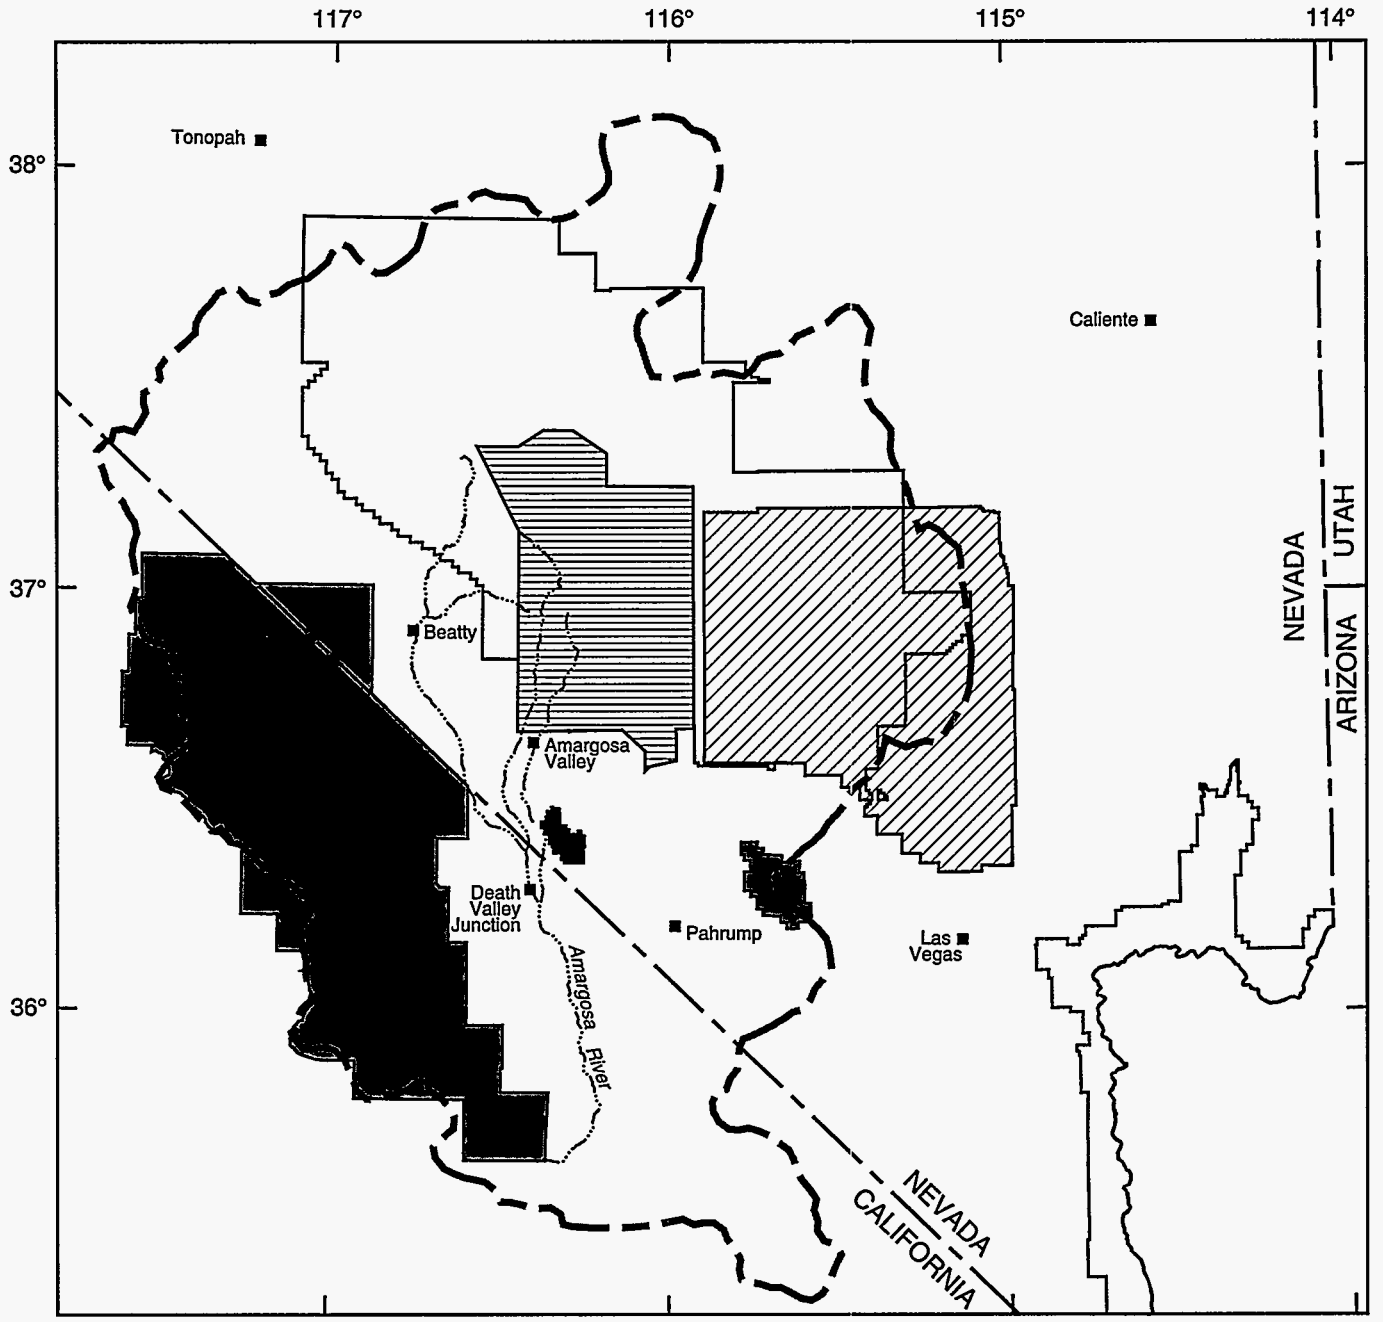 117° 116° 115° 114°
Tonopah
38°
Caliente
NEVADA
UTAH
37°
ARIZONA
Beatty
Amargosa
Valley
Death
Valley
Junction
Pahrump
Las
Vegas
Amargosa River
36°
NEVADA
CALIFORNIA